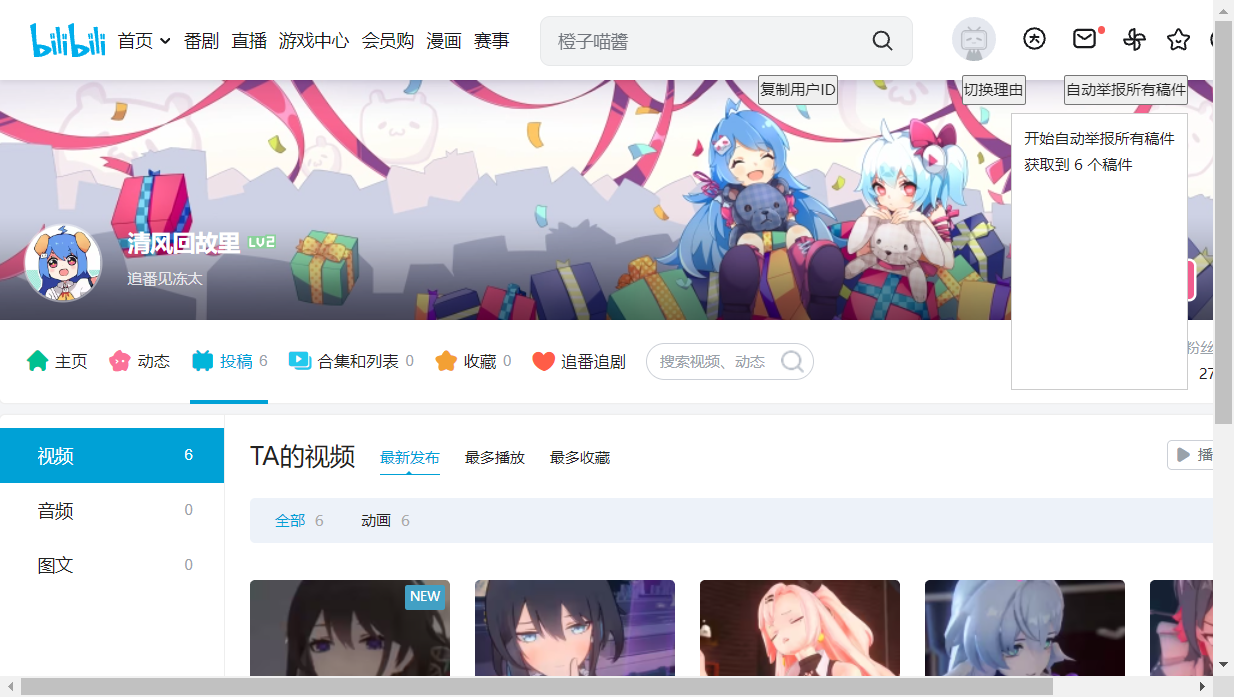 bilibili 首页 番剧 直播 游戏中心 会员购 漫画 赛事 橙子喵酱
复制用户ID 切换理由 自动举报所有稿件
开始自动举报所有稿件
获取到 6 个稿件
清风回故里 LV2
追番见冻太
主页 动态 投稿 6 合集和列表 0 收藏 0 追番追剧 搜索视频、动态
粉丝
27
视频 6
音频 0
图文 0
TA的视频 最新发布 最多播放 最多收藏 播
全部 6 动画 6
NEW